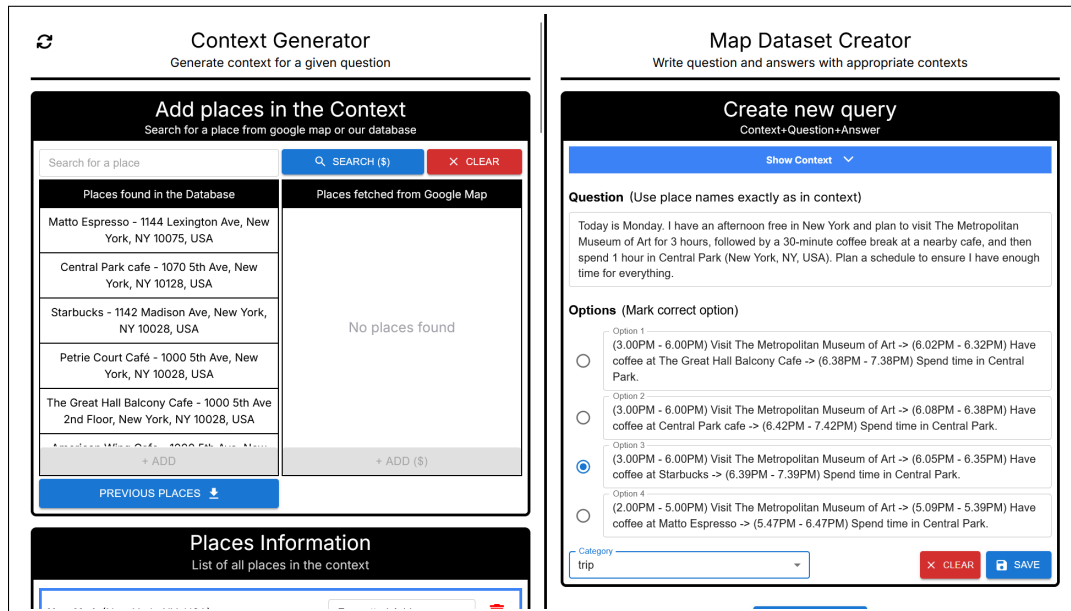 Context Generator
Generate context for a given question
Add places in the Context
Search for a place from google map or our database
Search for a place
SEARCH ($)
CLEAR
Places found in the Database
Places fetched from Google Map
Matto Espresso - 1144 Lexington Ave, New
York, NY 10075, USA
Central Park cafe - 1070 5th Ave, New
York, NY 10128, USA
Starbucks - 1142 Madison Ave, New York,
NY 10028, USA
Petrie Court Café - 1000 5th Ave, New
York, NY 10028, USA
The Great Hall Balcony Cafe - 1000 5th Ave
2nd Floor, New York, NY 10028, USA
American Wing Cafe - 1000 5th Ave, New
No places found
+ ADD
+ ADD ($)
PREVIOUS PLACES
Places Information
List of all places in the context
Map Dataset Creator
Write question and answers with appropriate contexts
Create new query
Context+Question+Answer
Show Context
Question (Use place names exactly as in context)
Today is Monday. I have an afternoon free in New York and plan to visit The Metropolitan
Museum of Art for 3 hours, followed by a 30-minute coffee break at a nearby cafe, and then
spend 1 hour in Central Park (New York, NY, USA). Plan a schedule to ensure I have enough
time for everything.
Options (Mark correct option)
Option 1
(3.00PM - 6.00PM) Visit The Metropolitan Museum of Art -> (6.02PM - 6.32PM) Have
coffee at The Great Hall Balcony Cafe -> (6.38PM - 7.38PM) Spend time in Central
Park.
Option 2
(3.00PM - 6.00PM) Visit The Metropolitan Museum of Art -> (6.08PM - 6.38PM) Have
coffee at Central Park cafe -> (6.42PM - 7.42PM) Spend time in Central Park.
Option 3
(3.00PM - 6.00PM) Visit The Metropolitan Museum of Art -> (6.05PM - 6.35PM) Have
coffee at Starbucks -> (6.39PM - 7.39PM) Spend time in Central Park.
Option 4
(2.00PM - 5.00PM) Visit The Metropolitan Museum of Art -> (5.09PM - 5.39PM) Have
coffee at Matto Espresso -> (5.47PM - 6.47PM) Spend time in Central Park.
Category
trip
CLEAR
SAVE